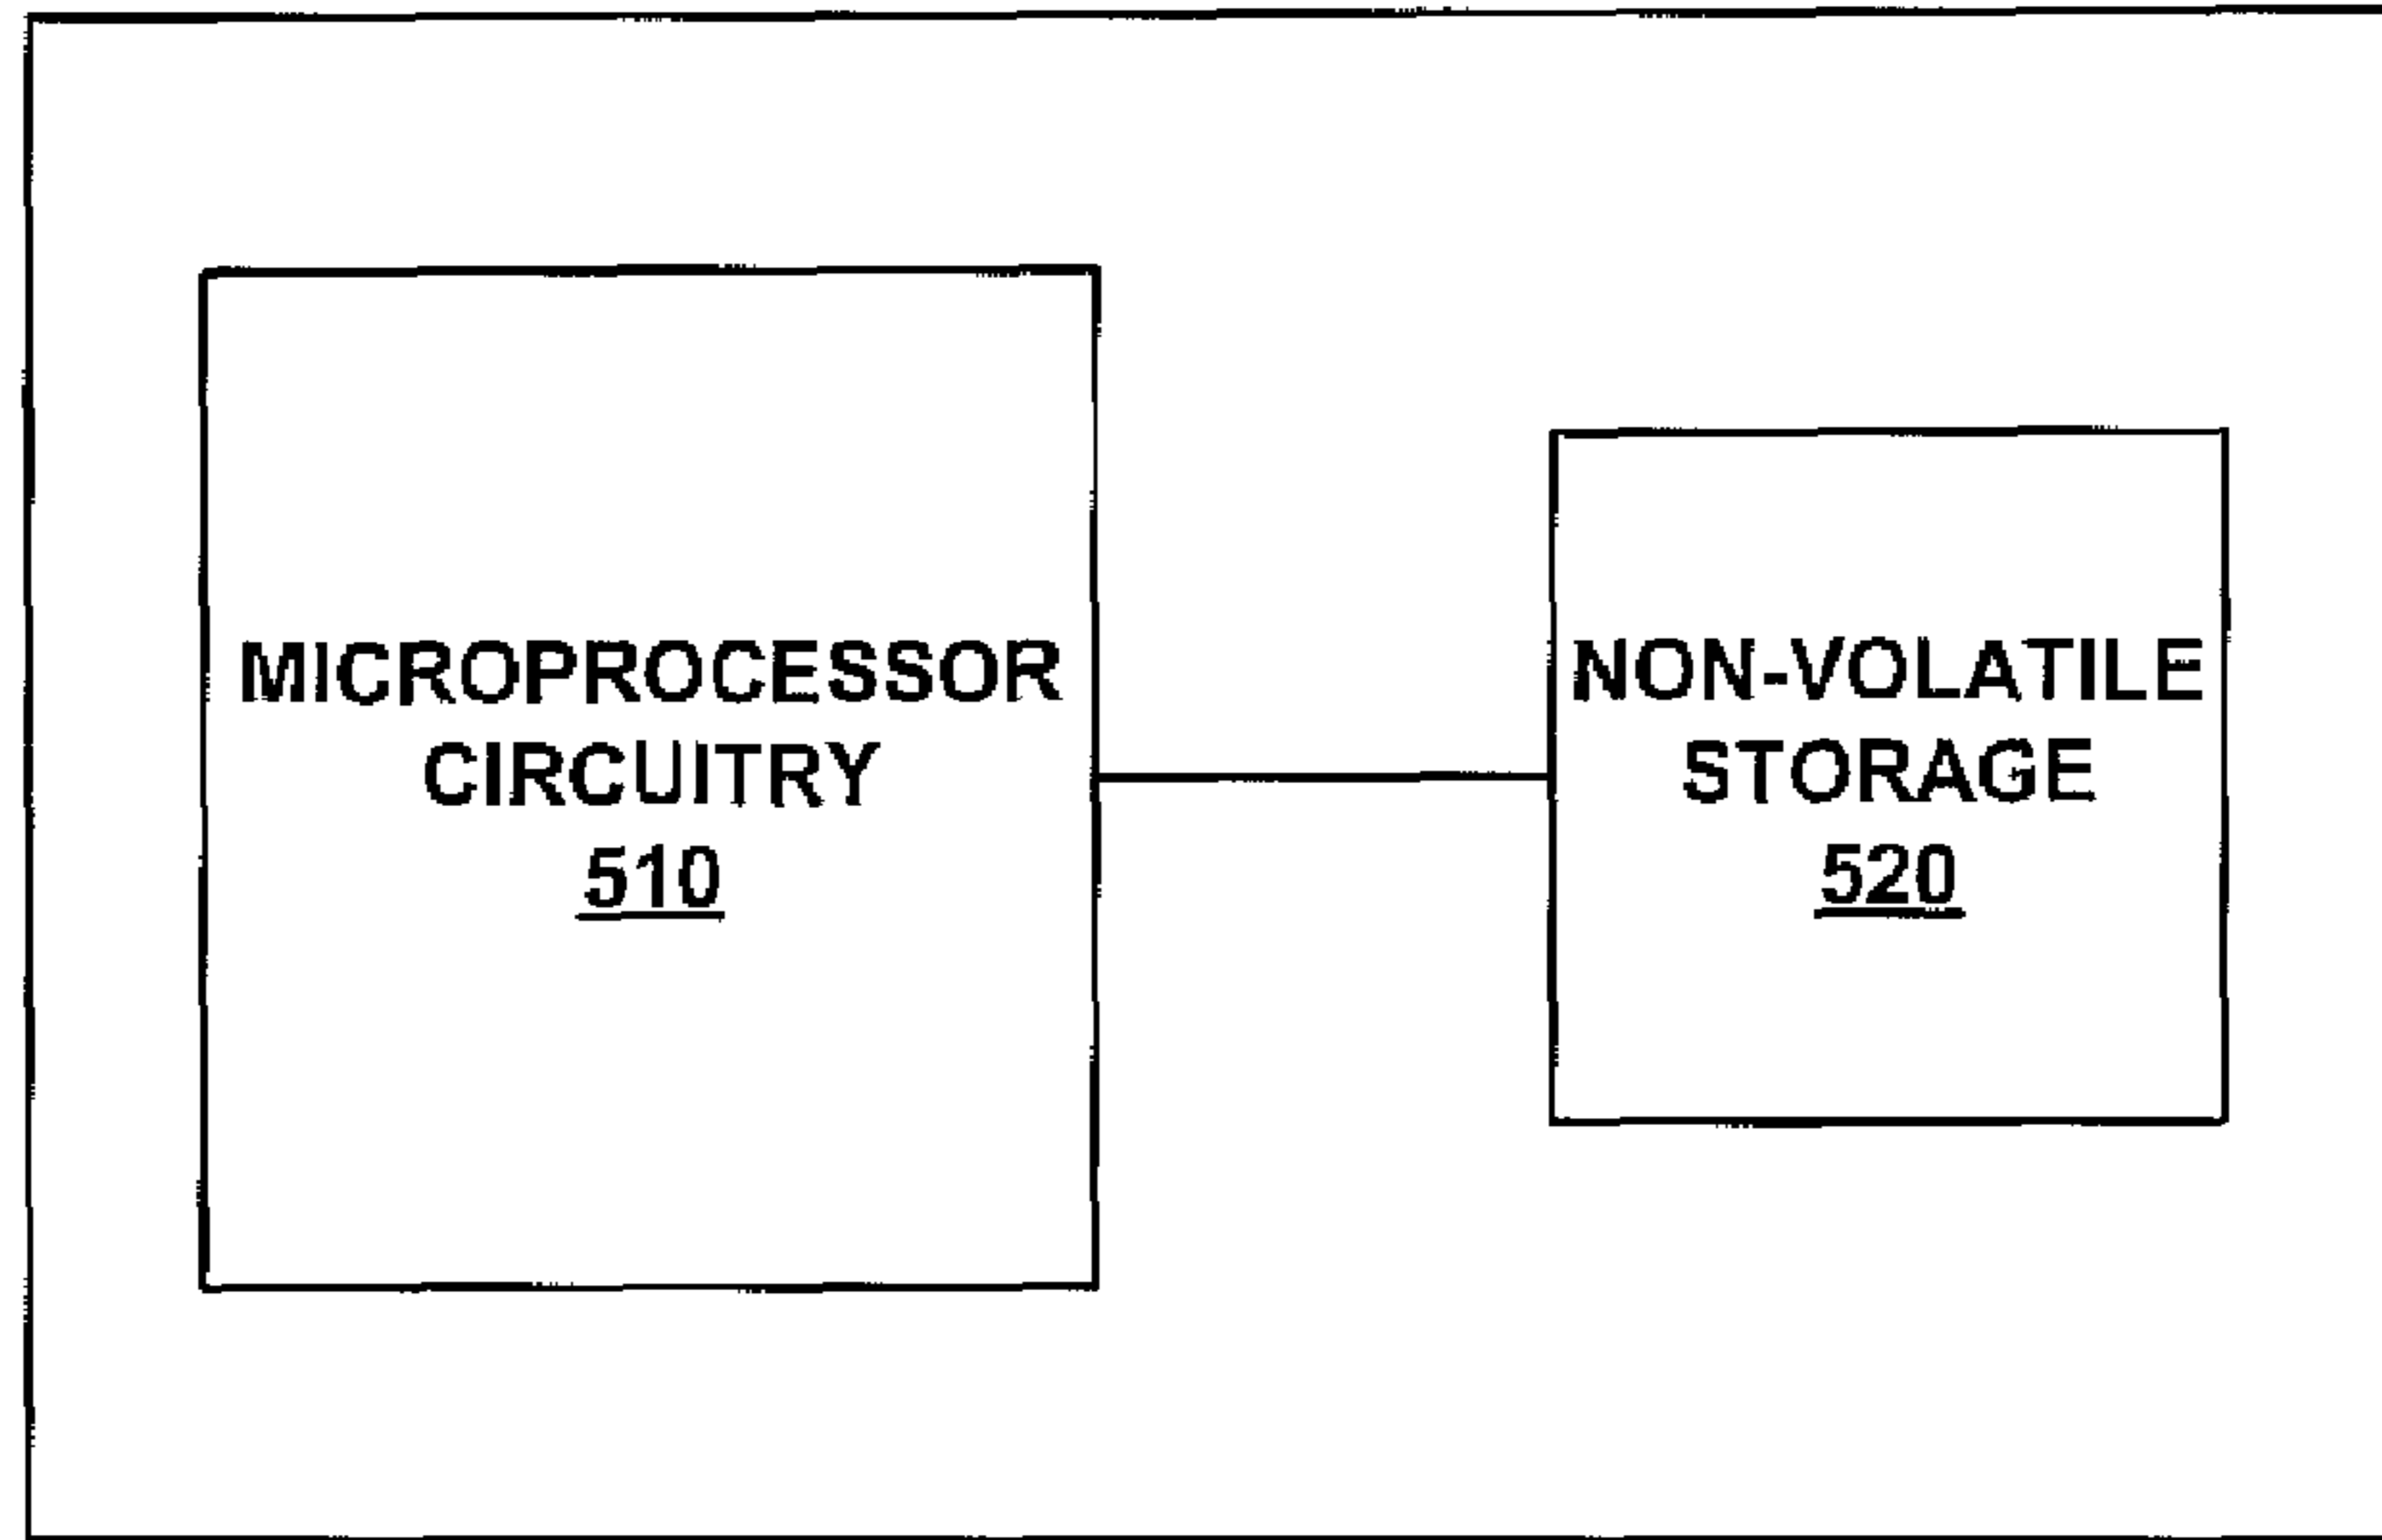 MICROPROCESSOR
CIRCUITRY
510
NON-VOLATILE
STORAGE
520